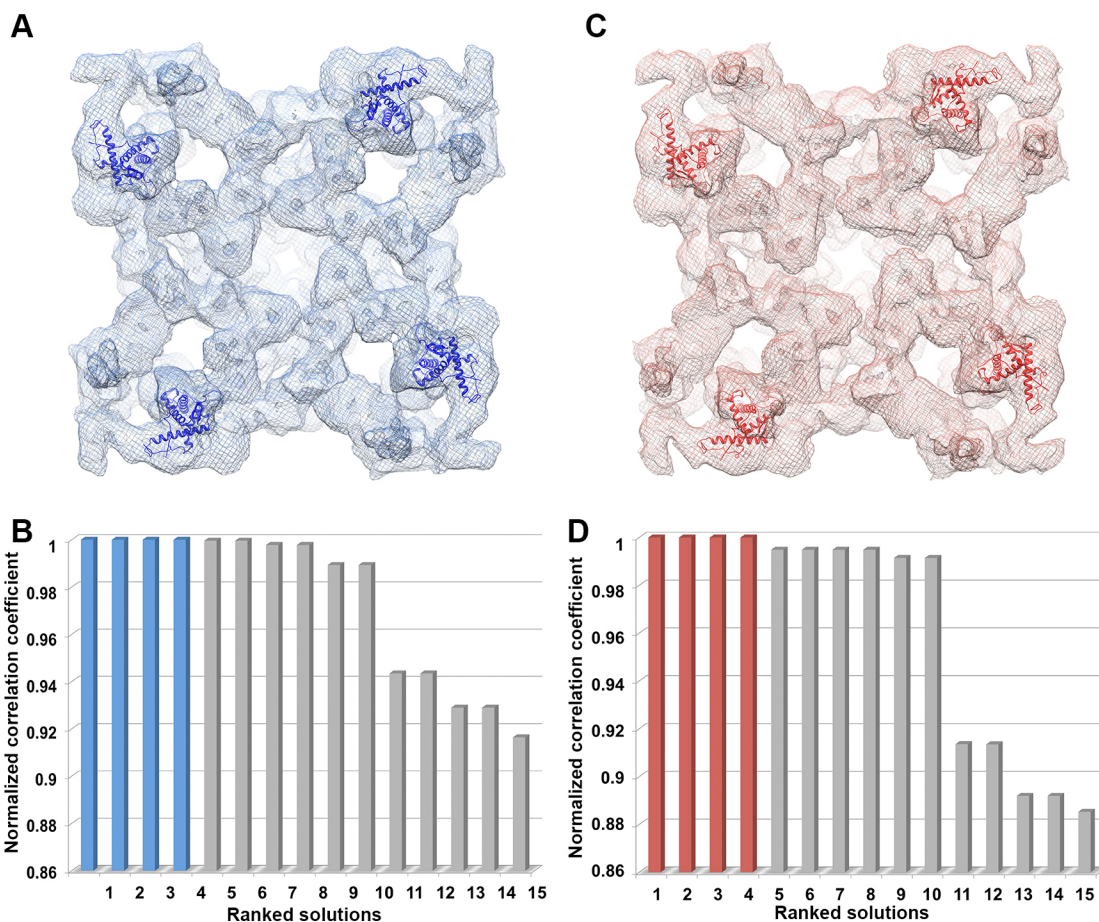 A
C
B
D
Normalized correlation coefficient
1
0.98
0.96
0.94
0.92
0.9
0.88
0.86
1 2 3 4 5 6 7 8 9 10 11 12 13 14 15
Ranked solutions
Normalized correlation coefficient
1
0.98
0.96
0.94
0.92
0.9
0.88
0.86
1 2 3 4 5 6 7 8 9 10 11 12 13 14 15
Ranked solutions